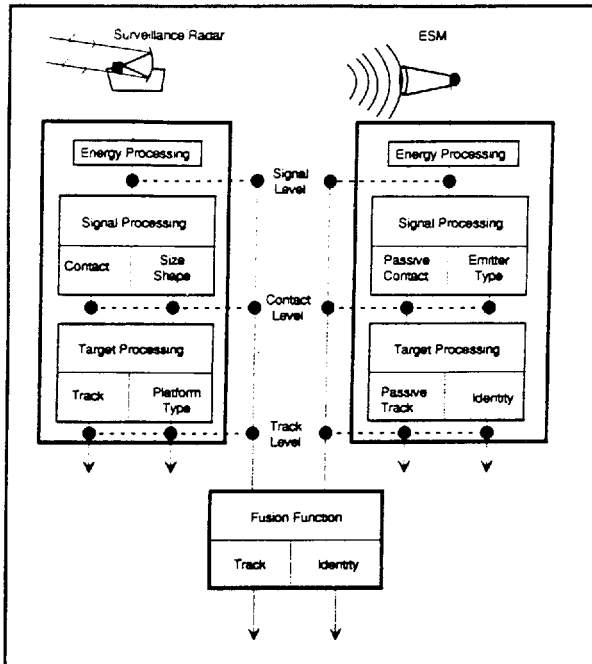 Surveillance Radar
ESM
Energy Processing
Energy Processing
Signal
Level
Signal Processing
Signal Processing
Contact
Size
Shape
Passive
Contact
Emitter
Type
Contact
Level
Target Processing
Target Processing
Track
Platform
Type
Passive
Track
Identity
Track
Level
Fusion Function
Track
Identity